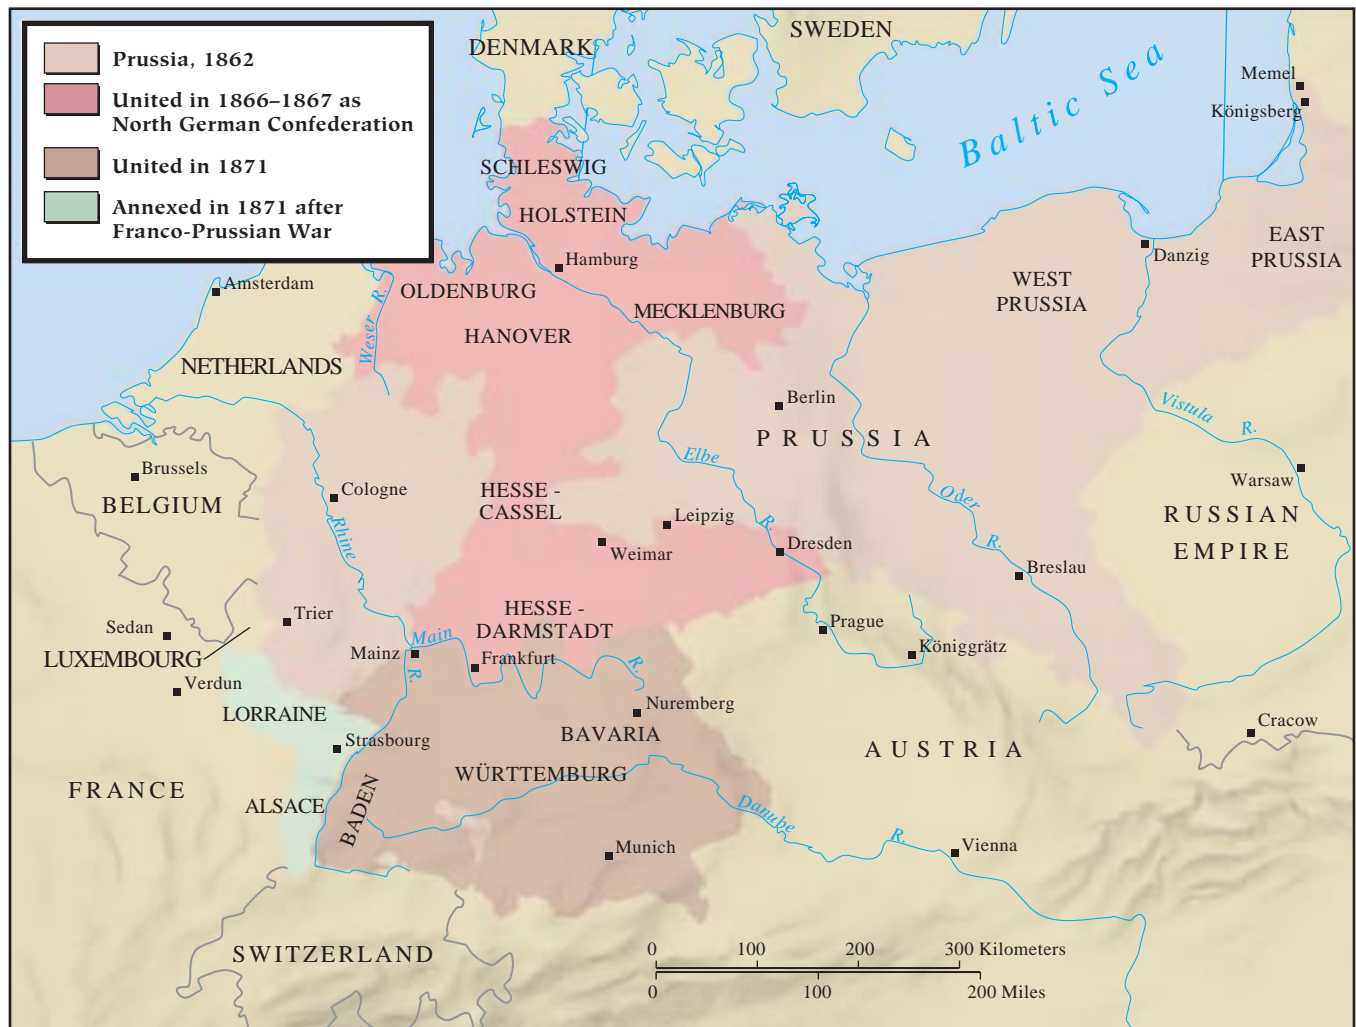 Prussia, 1862
United in 1866–1867 as
North German Confederation
United in 1871
Annexed in 1871 after
Franco-Prussian War
DENMARK
SWEDEN
Baltic Sea
Memel
Königsberg
SCHLESWIG
HOLSTEIN
Hamburg
EAST
PRUSSIA
Danzig
WEST
PRUSSIA
Amsterdam
OLDENBURG
Weser R.
MECKLENBURG
HANOVER
NETHERLANDS
Berlin
PRUSSIA
Vistula R.
Brussels
BELGIUM
Cologne
Rhine R.
Elbe R.
Oder R.
Warsaw
RUSSIAN
EMPIRE
HESSE -
CASSEL
Leipzig
Weimar
Dresden
Breslau
Trier
HESSE -
DARMSTADT
Prague
Königgrätz
Sedan
LUXEMBOURG
Mainz
Main R.
Frankfurt
Verdun
LORRAINE
Nuremberg
BAVARIA
Cracow
Strasbourg
AUSTRIA
WÜRTTEMBURG
FRANCE
ALSACE
BADEN
Danube R.
Munich
Vienna
SWITZERLAND
0 100 200 300 Kilometers
0 100 200 Miles